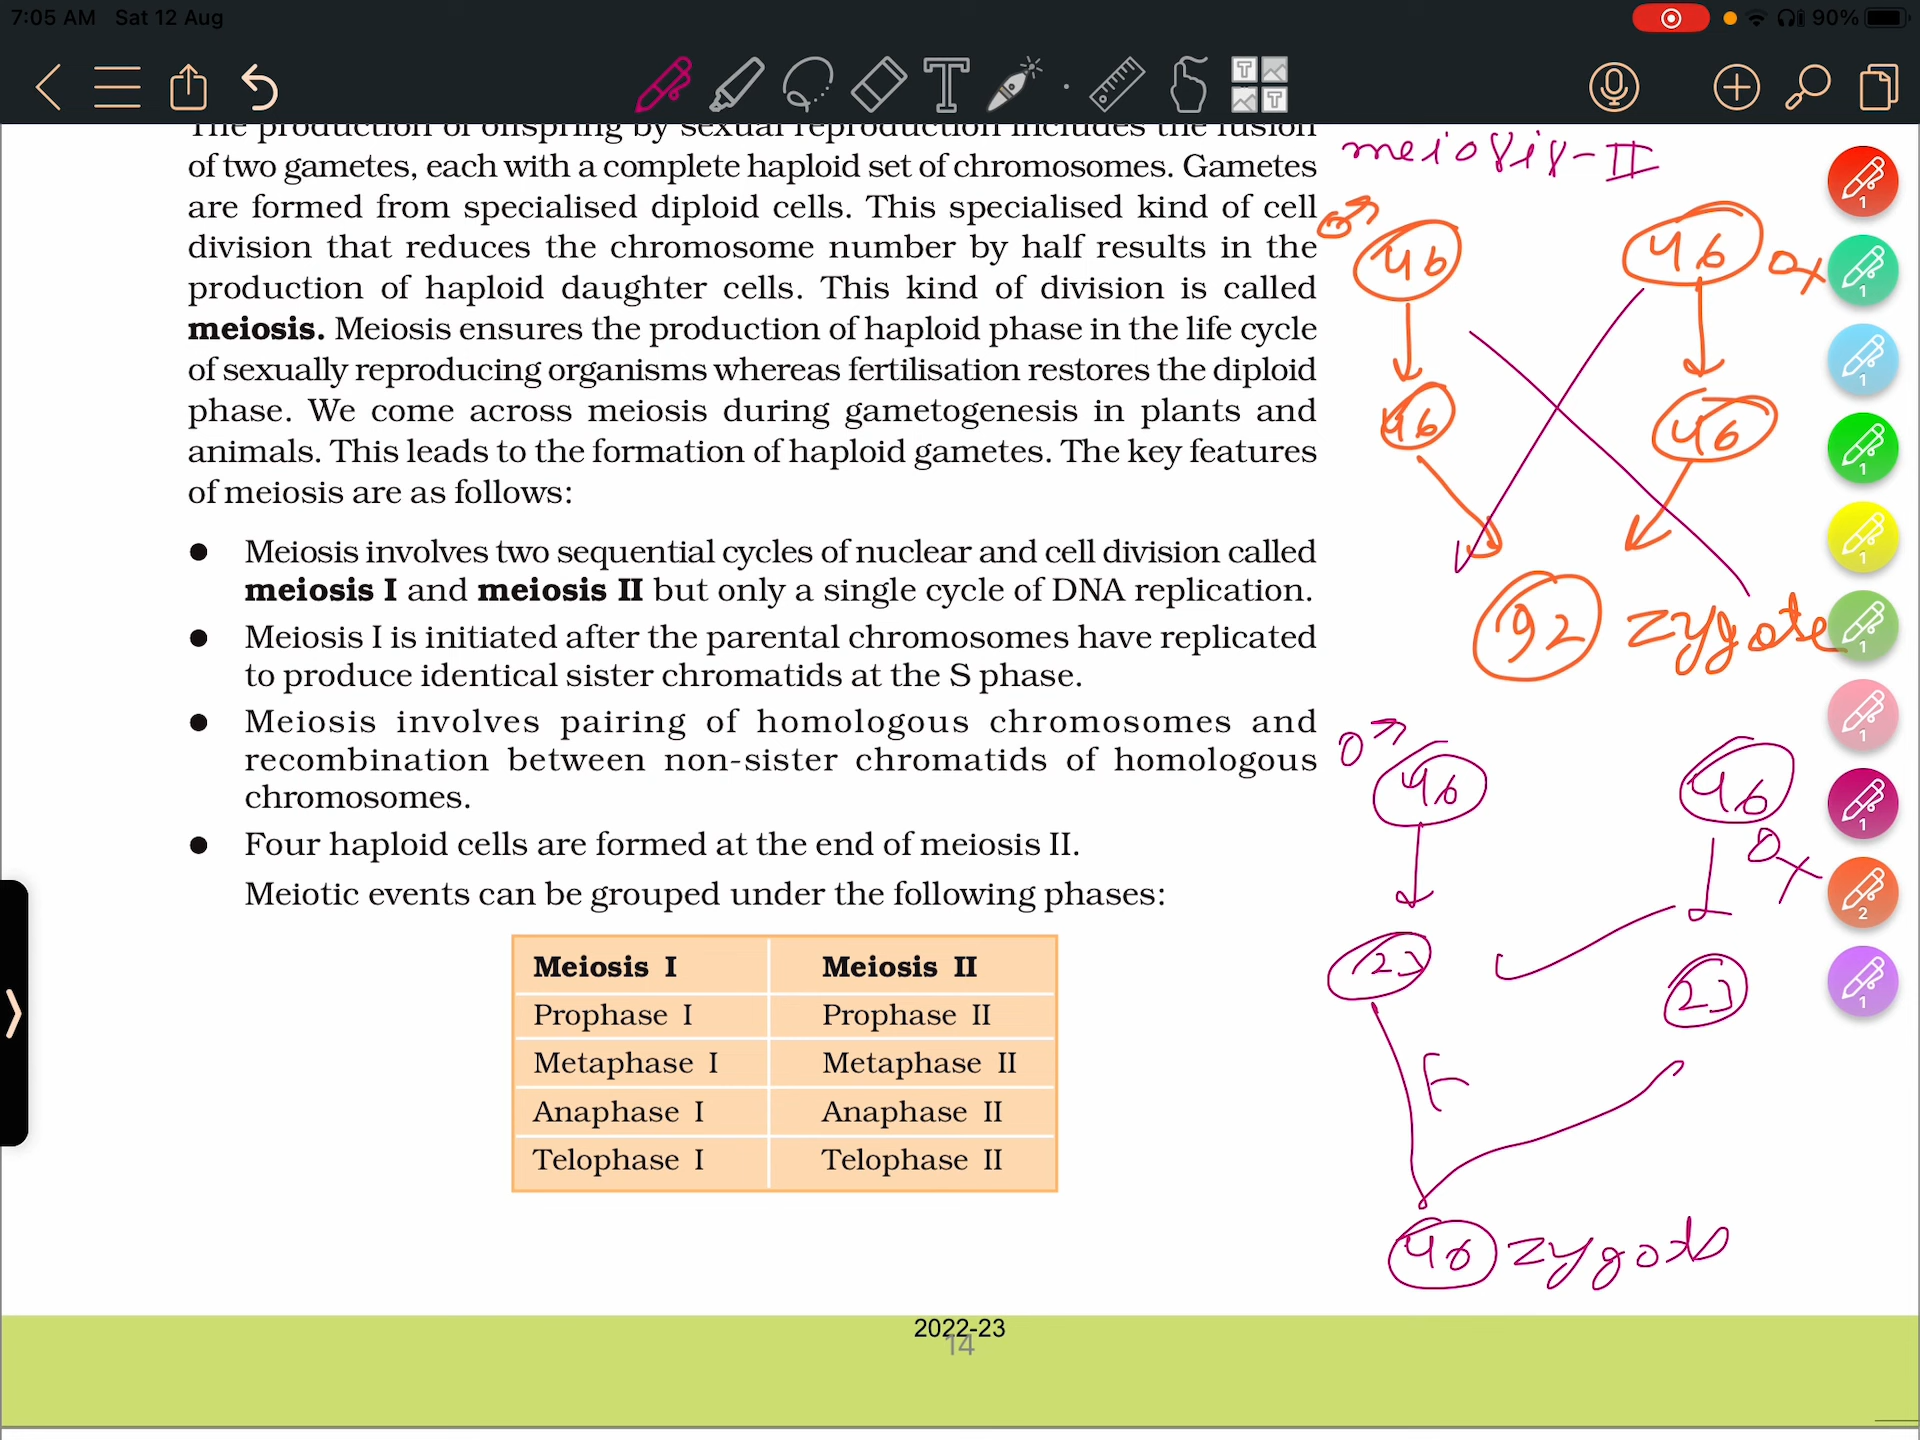 7:05 AM Sat 12 Aug
90%
The production of offspring by sexual reproduction includes the fusion
of two gametes, each with a complete haploid set of chromosomes. Gametes
are formed from specialised diploid cells. This specialised kind of cell
division that reduces the chromosome number by half results in the
production of haploid daughter cells. This kind of division is called
meiosis. Meiosis ensures the production of haploid phase in the life cycle
of sexually reproducing organisms whereas fertilisation restores the diploid
phase. We come across meiosis during gametogenesis in plants and
animals. This leads to the formation of haploid gametes. The key features
of meiosis are as follows:
● Meiosis involves two sequential cycles of nuclear and cell division called
meiosis I and meiosis II but only a single cycle of DNA replication.
● Meiosis I is initiated after the parental chromosomes have replicated
to produce identical sister chromatids at the S phase.
● Meiosis involves pairing of homologous chromosomes and
recombination between non-sister chromatids of homologous
chromosomes.
● Four haploid cells are formed at the end of meiosis II.
Meiotic events can be grouped under the following phases:
Meiosis I Meiosis II
Prophase I Prophase II
Metaphase I Metaphase II
Anaphase I Anaphase II
Telophase I Telophase II
meiosis-II
♂ 46 46 ♀
46 46
92 zygote
♂ 46 46 ♀
23 23
F
46 zygote
2022-23
14
1
1
1
1
1
1
1
1
2
1